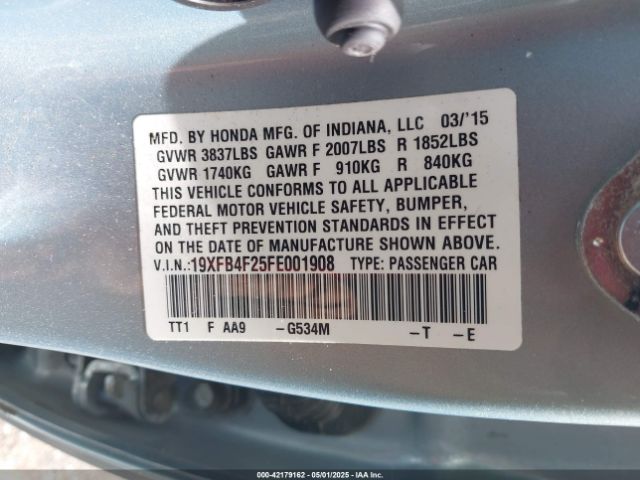 MFD. BY HONDA MFG. OF INDIANA, LLC 03/'15
GVWR 3837LBS GAWR F 2007LBS R 1852LBS
GVWR 1740KG GAWR F 910KG R 840KG
THIS VEHICLE CONFORMS TO ALL APPLICABLE
FEDERAL MOTOR VEHICLE SAFETY, BUMPER,
AND THEFT PREVENTION STANDARDS IN EFFECT
ON THE DATE OF MANUFACTURE SHOWN ABOVE.
V.I.N.:19XFB4F25FE001908 TYPE: PASSENGER CAR
TT1 F AA9 -G534M -T -E
000-42179162 - 05/01/2025 - IAA Inc.